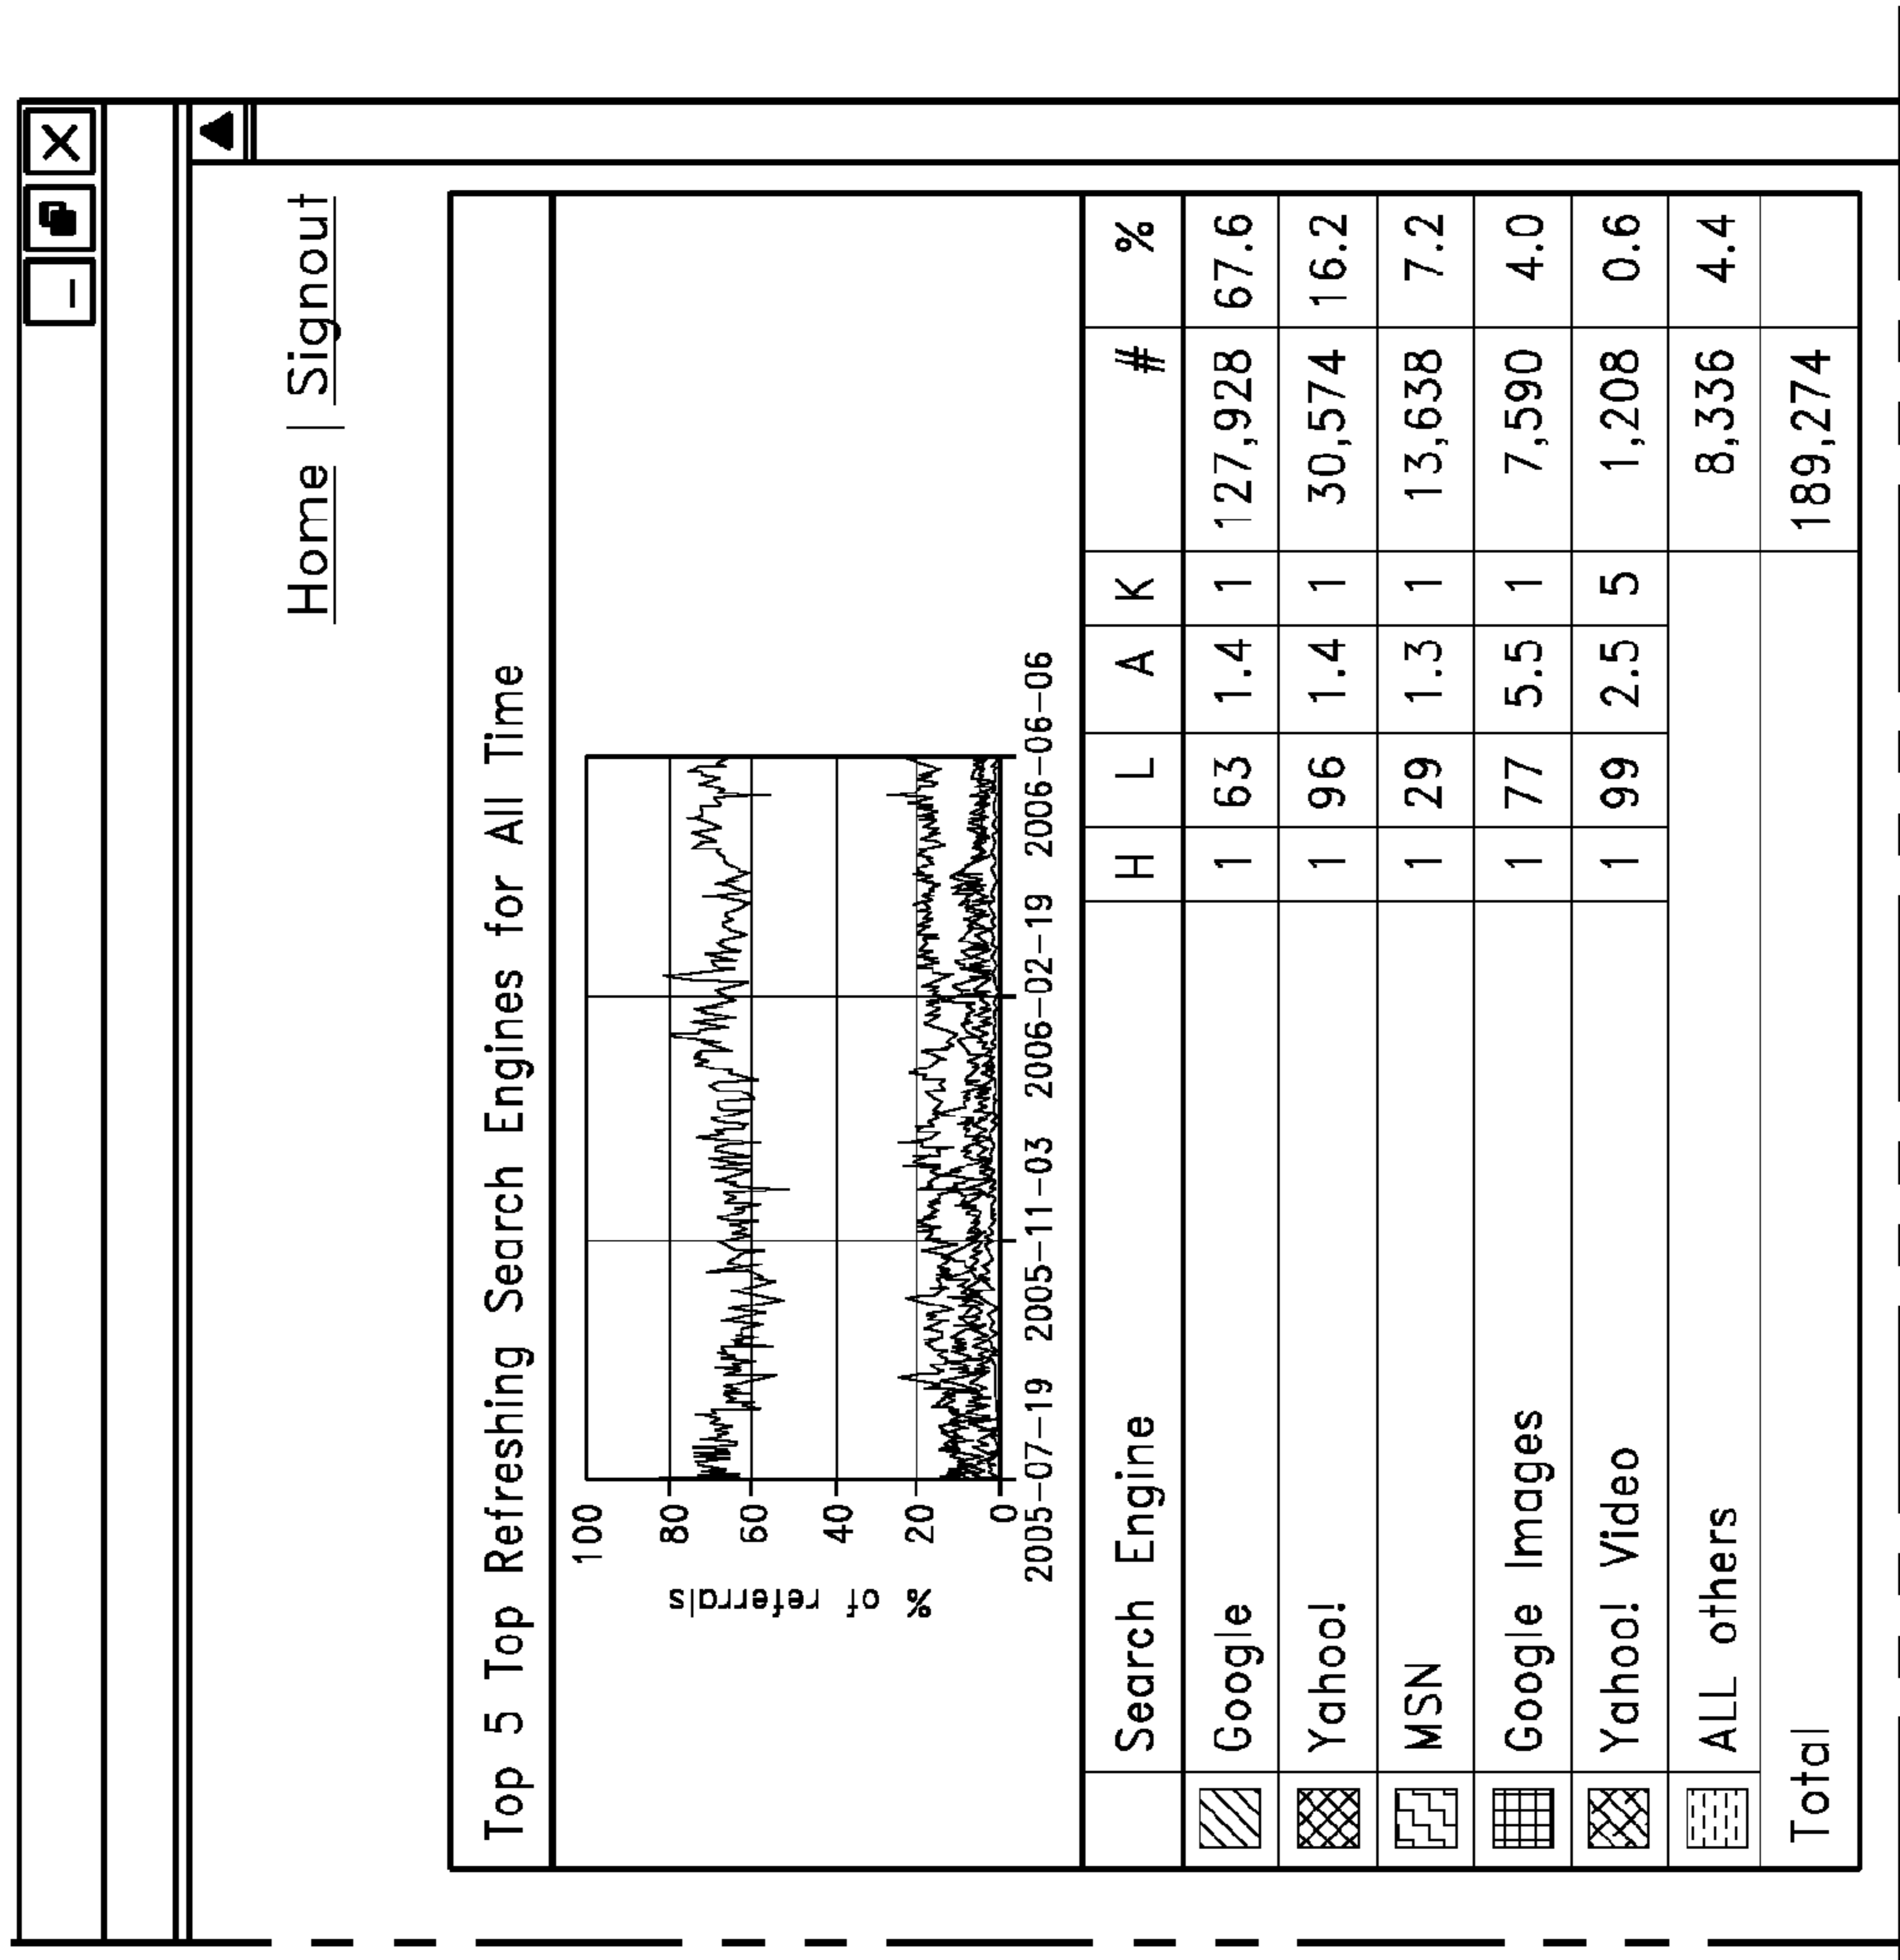 Home | Signout
Top 5 Top Refreshing Search Engines for All Time
% of referrals
100
80
60
40
20
0
2005-07-19 2005-11-03 2006-02-19 2006-06-06
Search Engine H L A K # %
Google 1 63 1.4 1 127,928 67.6
Yahoo! 1 96 1.4 1 30,574 16.2
MSN 1 29 1.3 1 13,638 7.2
Google Images 1 77 5.5 1 7,590 4.0
Yahoo! Video 1 99 2.5 5 1,208 0.6
ALL others 8,336 4.4
Total 189,274